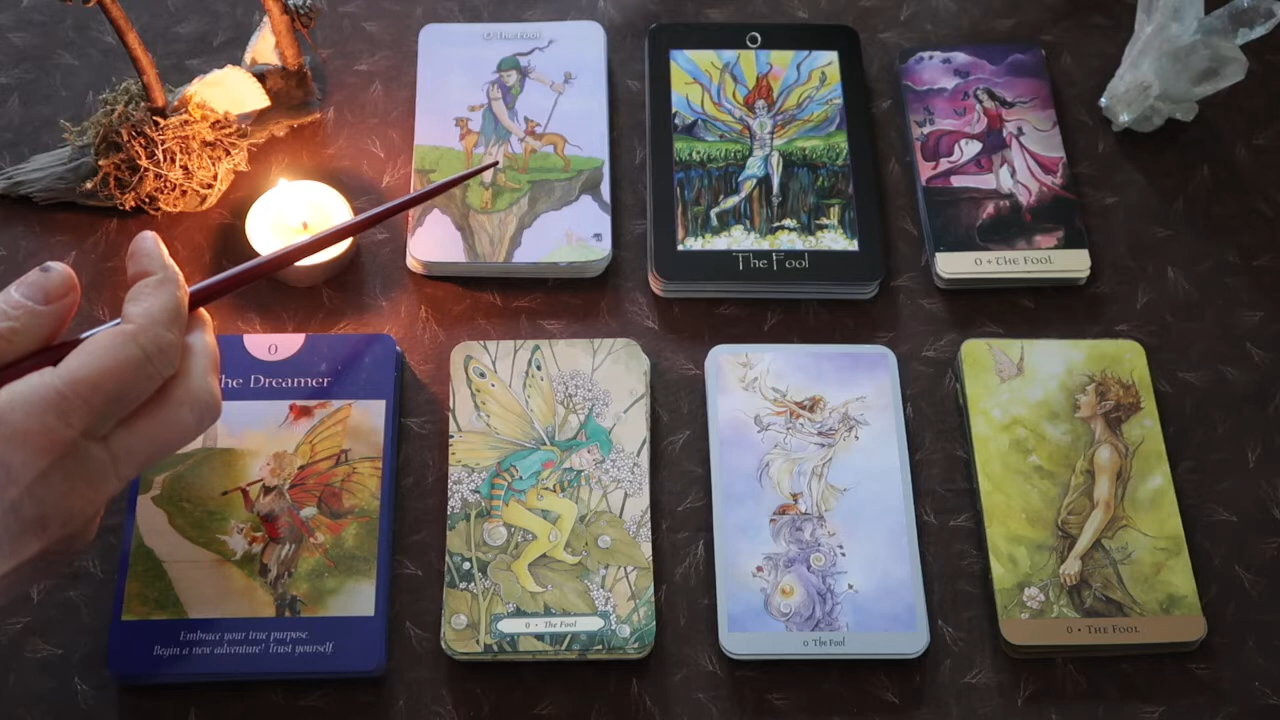 0 The Fool
The Fool
0 + THE FOOL
0
The Dreamer
Embrace your true purpose.
Begin a new adventure! Trust yourself.
0 • The Fool
0 The Fool
0 • THE FOOL